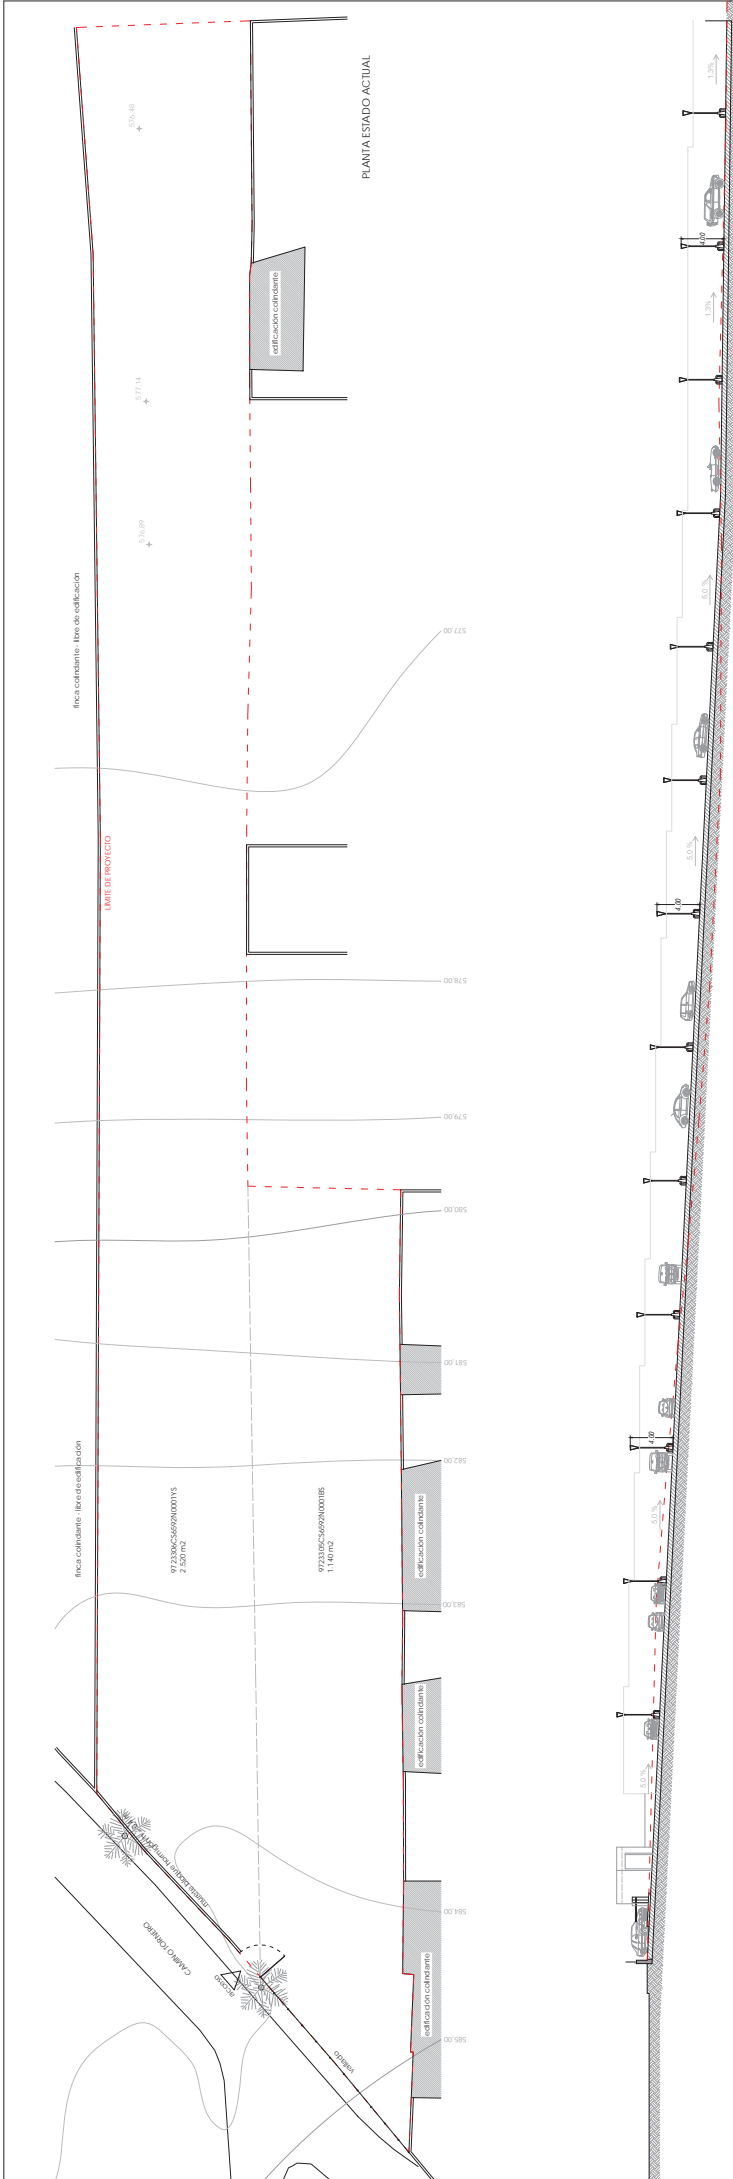 PLANTA ESTADO ACTUAL
576,48
577,14
576,89
edificación colindante
finca colindante - libre de edificación
LIMITE DE PROYECTO
577,00
578,00
579,00
580,00
581,00
582,00
583,00
584,00
585,00
finca colindante - libre de edificación
9723306CS6592N0001YS
2.520 m2
9723305CS6592N0001BS
1.140 m2
edificación colindante
edificación colindante
edificación colindante
CAMINO TORNERO
acceso
vallado
1,3%
4.00
1,3%
5,0 %
5,0 %
4.00
4.00
5,0 %
5,0 %